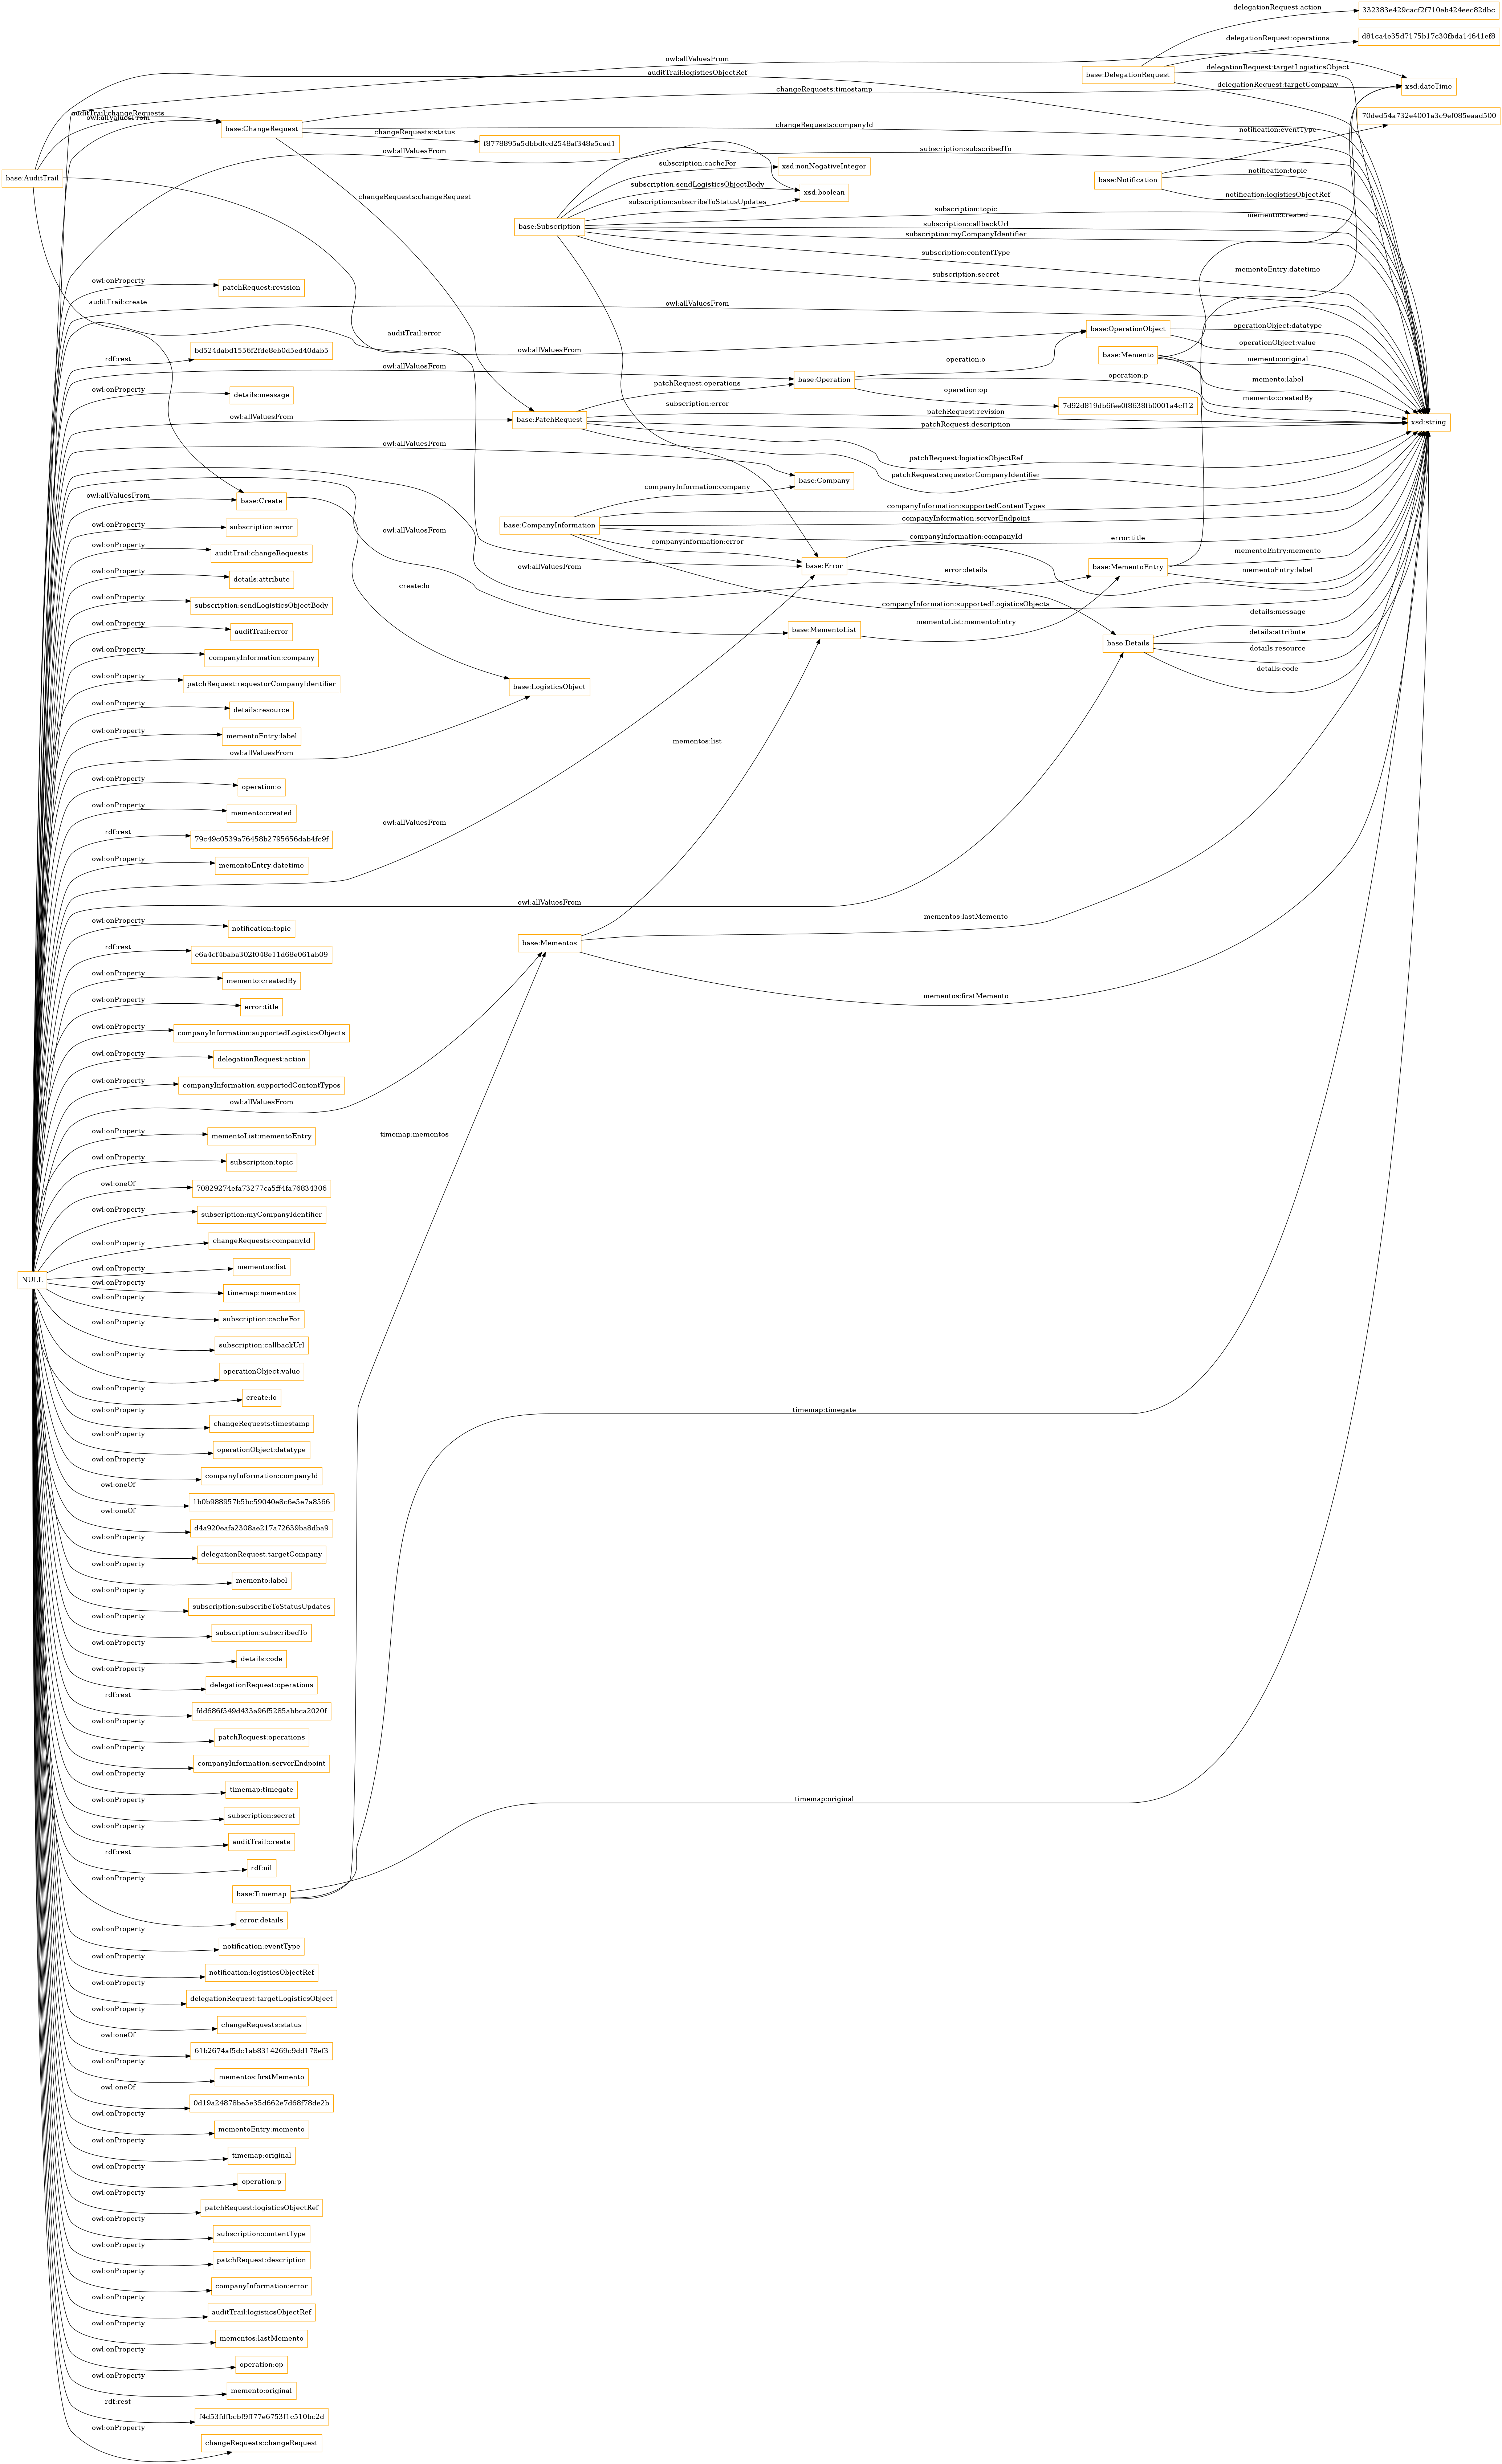 delegationRequest:action
332383e429cacf2f710eb424eec82dbc
delegationRequest:operations
d81ca4e35d7175b17c30fbda14641ef8
owl:allValuesFrom
delegationRequest:targetLogisticsObject
auditTrail:logisticsObjectRef
base:DelegationRequest
delegationRequest:targetCompany
xsd:dateTime
changeRequests:timestamp
auditTrail:changeRequests
owl:allValuesFrom
70ded54a732e4001a3c9ef085eaad500
base:ChangeRequest
changeRequests:companyId
notification:eventType
changeRequests:status
f8778895a5dbbdfcd2548af348e5cad1
owl:allValuesFrom
subscription:subscribedTo
subscription:cacheFor
xsd:nonNegativeInteger
notification:topic
base:AuditTrail
base:Notification
subscription:sendLogisticsObjectBody
xsd:boolean
notification:logisticsObjectRef
changeRequests:changeRequest
subscription:subscribeToStatusUpdates
subscription:topic
memento:created
base:Subscription
subscription:callbackUrl
subscription:myCompanyIdentifier
subscription:contentType
mementoEntry:datetime
subscription:secret
owl:onProperty
patchRequest:revision
auditTrail:create
owl:allValuesFrom
operationObject:datatype
base:OperationObject
auditTrail:error
operationObject:value
owl:allValuesFrom
rdf:rest
bd524dabd1556f2fde8eb0d5ed40dab5
base:Memento
memento:original
operation:o
owl:allValuesFrom
operation:p
memento:label
base:Operation
patchRequest:operations
owl:onProperty
details:message
operation:op
memento:createdBy
subscription:error
7d92d819db6fee0f8638fb0001a4cf12
owl:allValuesFrom
base:PatchRequest
patchRequest:revision
patchRequest:description
xsd:string
owl:allValuesFrom
patchRequest:logisticsObjectRef
patchRequest:requestorCompanyIdentifier
base:Company
companyInformation:company
owl:allValuesFrom
base:Create
companyInformation:supportedContentTypes
owl:onProperty
subscription:error
base:CompanyInformation
companyInformation:serverEndpoint
owl:allValuesFrom
companyInformation:companyId
error:title
companyInformation:error
owl:onProperty
auditTrail:changeRequests
mementoEntry:memento
base:Error
error:details
base:MementoEntry
mementoEntry:label
owl:allValuesFrom
owl:onProperty
details:attribute
create:lo
owl:onProperty
subscription:sendLogisticsObjectBody
companyInformation:supportedLogisticsObjects
details:message
mementoList:mementoEntry
owl:onProperty
auditTrail:error
base:MementoList
details:attribute
base:Details
details:resource
owl:onProperty
companyInformation:company
details:code
owl:onProperty
patchRequest:requestorCompanyIdentifier
base:LogisticsObject
owl:onProperty
details:resource
owl:onProperty
mementoEntry:label
mementos:list
owl:allValuesFrom
owl:onProperty
operation:o
owl:onProperty
memento:created
owl:allValuesFrom
rdf:rest
79c49c0539a76458b2795656dab4fc9f
owl:onProperty
mementoEntry:datetime
owl:allValuesFrom
owl:onProperty
notification:topic
mementos:lastMemento
base:Mementos
rdf:rest
c6a4cf4baba302f048e11d68e061ab09
owl:onProperty
memento:createdBy
mementos:firstMemento
owl:onProperty
error:title
owl:onProperty
companyInformation:supportedLogisticsObjects
owl:onProperty
delegationRequest:action
owl:onProperty
companyInformation:supportedContentTypes
owl:allValuesFrom
owl:onProperty
mementoList:mementoEntry
timemap:mementos
owl:onProperty
subscription:topic
owl:oneOf
70829274efa73277ca5ff4fa76834306
owl:onProperty
subscription:myCompanyIdentifier
owl:onProperty
changeRequests:companyId
owl:onProperty
mementos:list
NULL
owl:onProperty
timemap:mementos
owl:onProperty
subscription:cacheFor
owl:onProperty
subscription:callbackUrl
owl:onProperty
operationObject:value
owl:onProperty
create:lo
timemap:timegate
owl:onProperty
changeRequests:timestamp
owl:onProperty
operationObject:datatype
owl:onProperty
companyInformation:companyId
owl:oneOf
1b0b988957b5bc59040e8c6e5e7a8566
owl:oneOf
d4a920eafa2308ae217a72639ba8dba9
owl:onProperty
delegationRequest:targetCompany
owl:onProperty
memento:label
owl:onProperty
subscription:subscribeToStatusUpdates
owl:onProperty
subscription:subscribedTo
owl:onProperty
details:code
owl:onProperty
delegationRequest:operations
rdf:rest
fdd686f549d433a96f5285abbca2020f
owl:onProperty
patchRequest:operations
owl:onProperty
companyInformation:serverEndpoint
owl:onProperty
timemap:timegate
timemap:original
owl:onProperty
subscription:secret
owl:onProperty
auditTrail:create
rdf:rest
rdf:nil
base:Timemap
owl:onProperty
error:details
owl:onProperty
notification:eventType
owl:onProperty
notification:logisticsObjectRef
owl:onProperty
delegationRequest:targetLogisticsObject
owl:onProperty
changeRequests:status
owl:oneOf
61b2674af5dc1ab8314269c9dd178ef3
owl:onProperty
mementos:firstMemento
owl:oneOf
0d19a24878be5e35d662e7d68f78de2b
owl:onProperty
mementoEntry:memento
owl:onProperty
timemap:original
owl:onProperty
operation:p
owl:onProperty
patchRequest:logisticsObjectRef
owl:onProperty
subscription:contentType
owl:onProperty
patchRequest:description
owl:onProperty
companyInformation:error
owl:onProperty
auditTrail:logisticsObjectRef
owl:onProperty
mementos:lastMemento
owl:onProperty
operation:op
owl:onProperty
memento:original
rdf:rest
f4d53fdfbcbf9ff77e6753f1c510bc2d
owl:onProperty
changeRequests:changeRequest